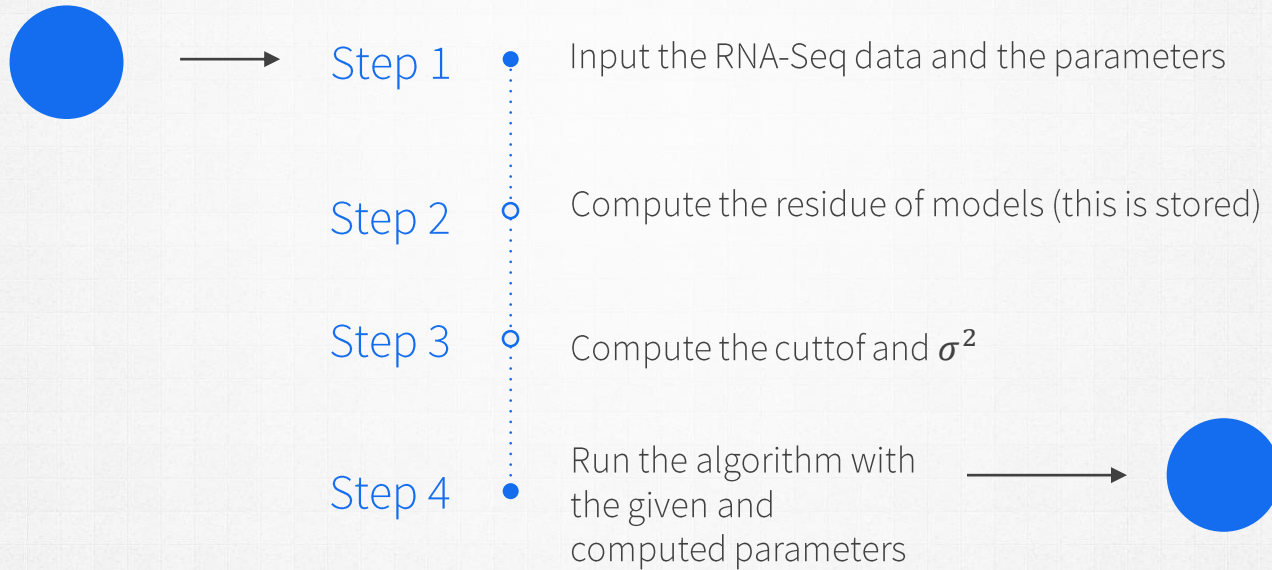 Step 1
Input the RNA-Seq data and the parameters
Step 2
Compute the residue of models (this is stored)
Step 3
Compute the cuttof and σ²
Step 4
Run the algorithm with
the given and
computed parameters